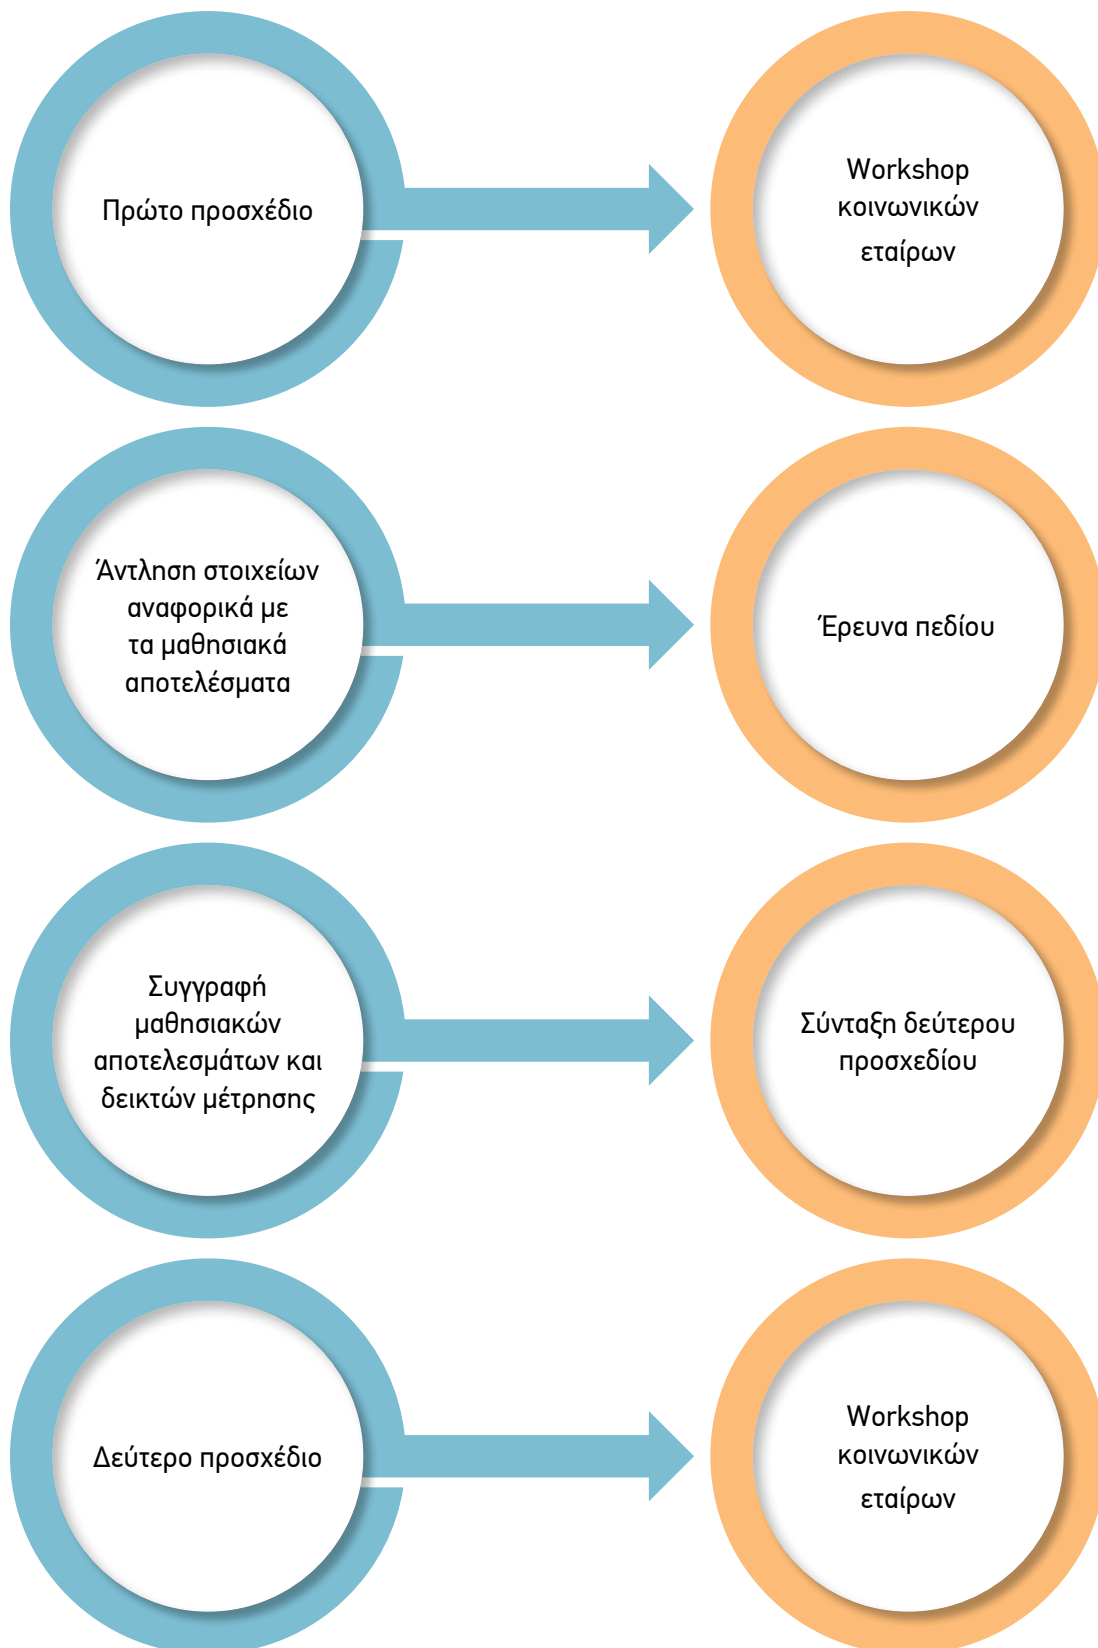 Πρώτο προσχέδιο
Workshop
κοινωνικών
εταίρων
Άντληση στοιχείων
αναφορικά με
τα μαθησιακά
αποτελέσματα
Έρευνα πεδίου
Συγγραφή
μαθησιακών
αποτελεσμάτων και
δεικτών μέτρησης
Σύνταξη δεύτερου
προσχεδίου
Δεύτερο προσχέδιο
Workshop
κοινωνικών
εταίρων